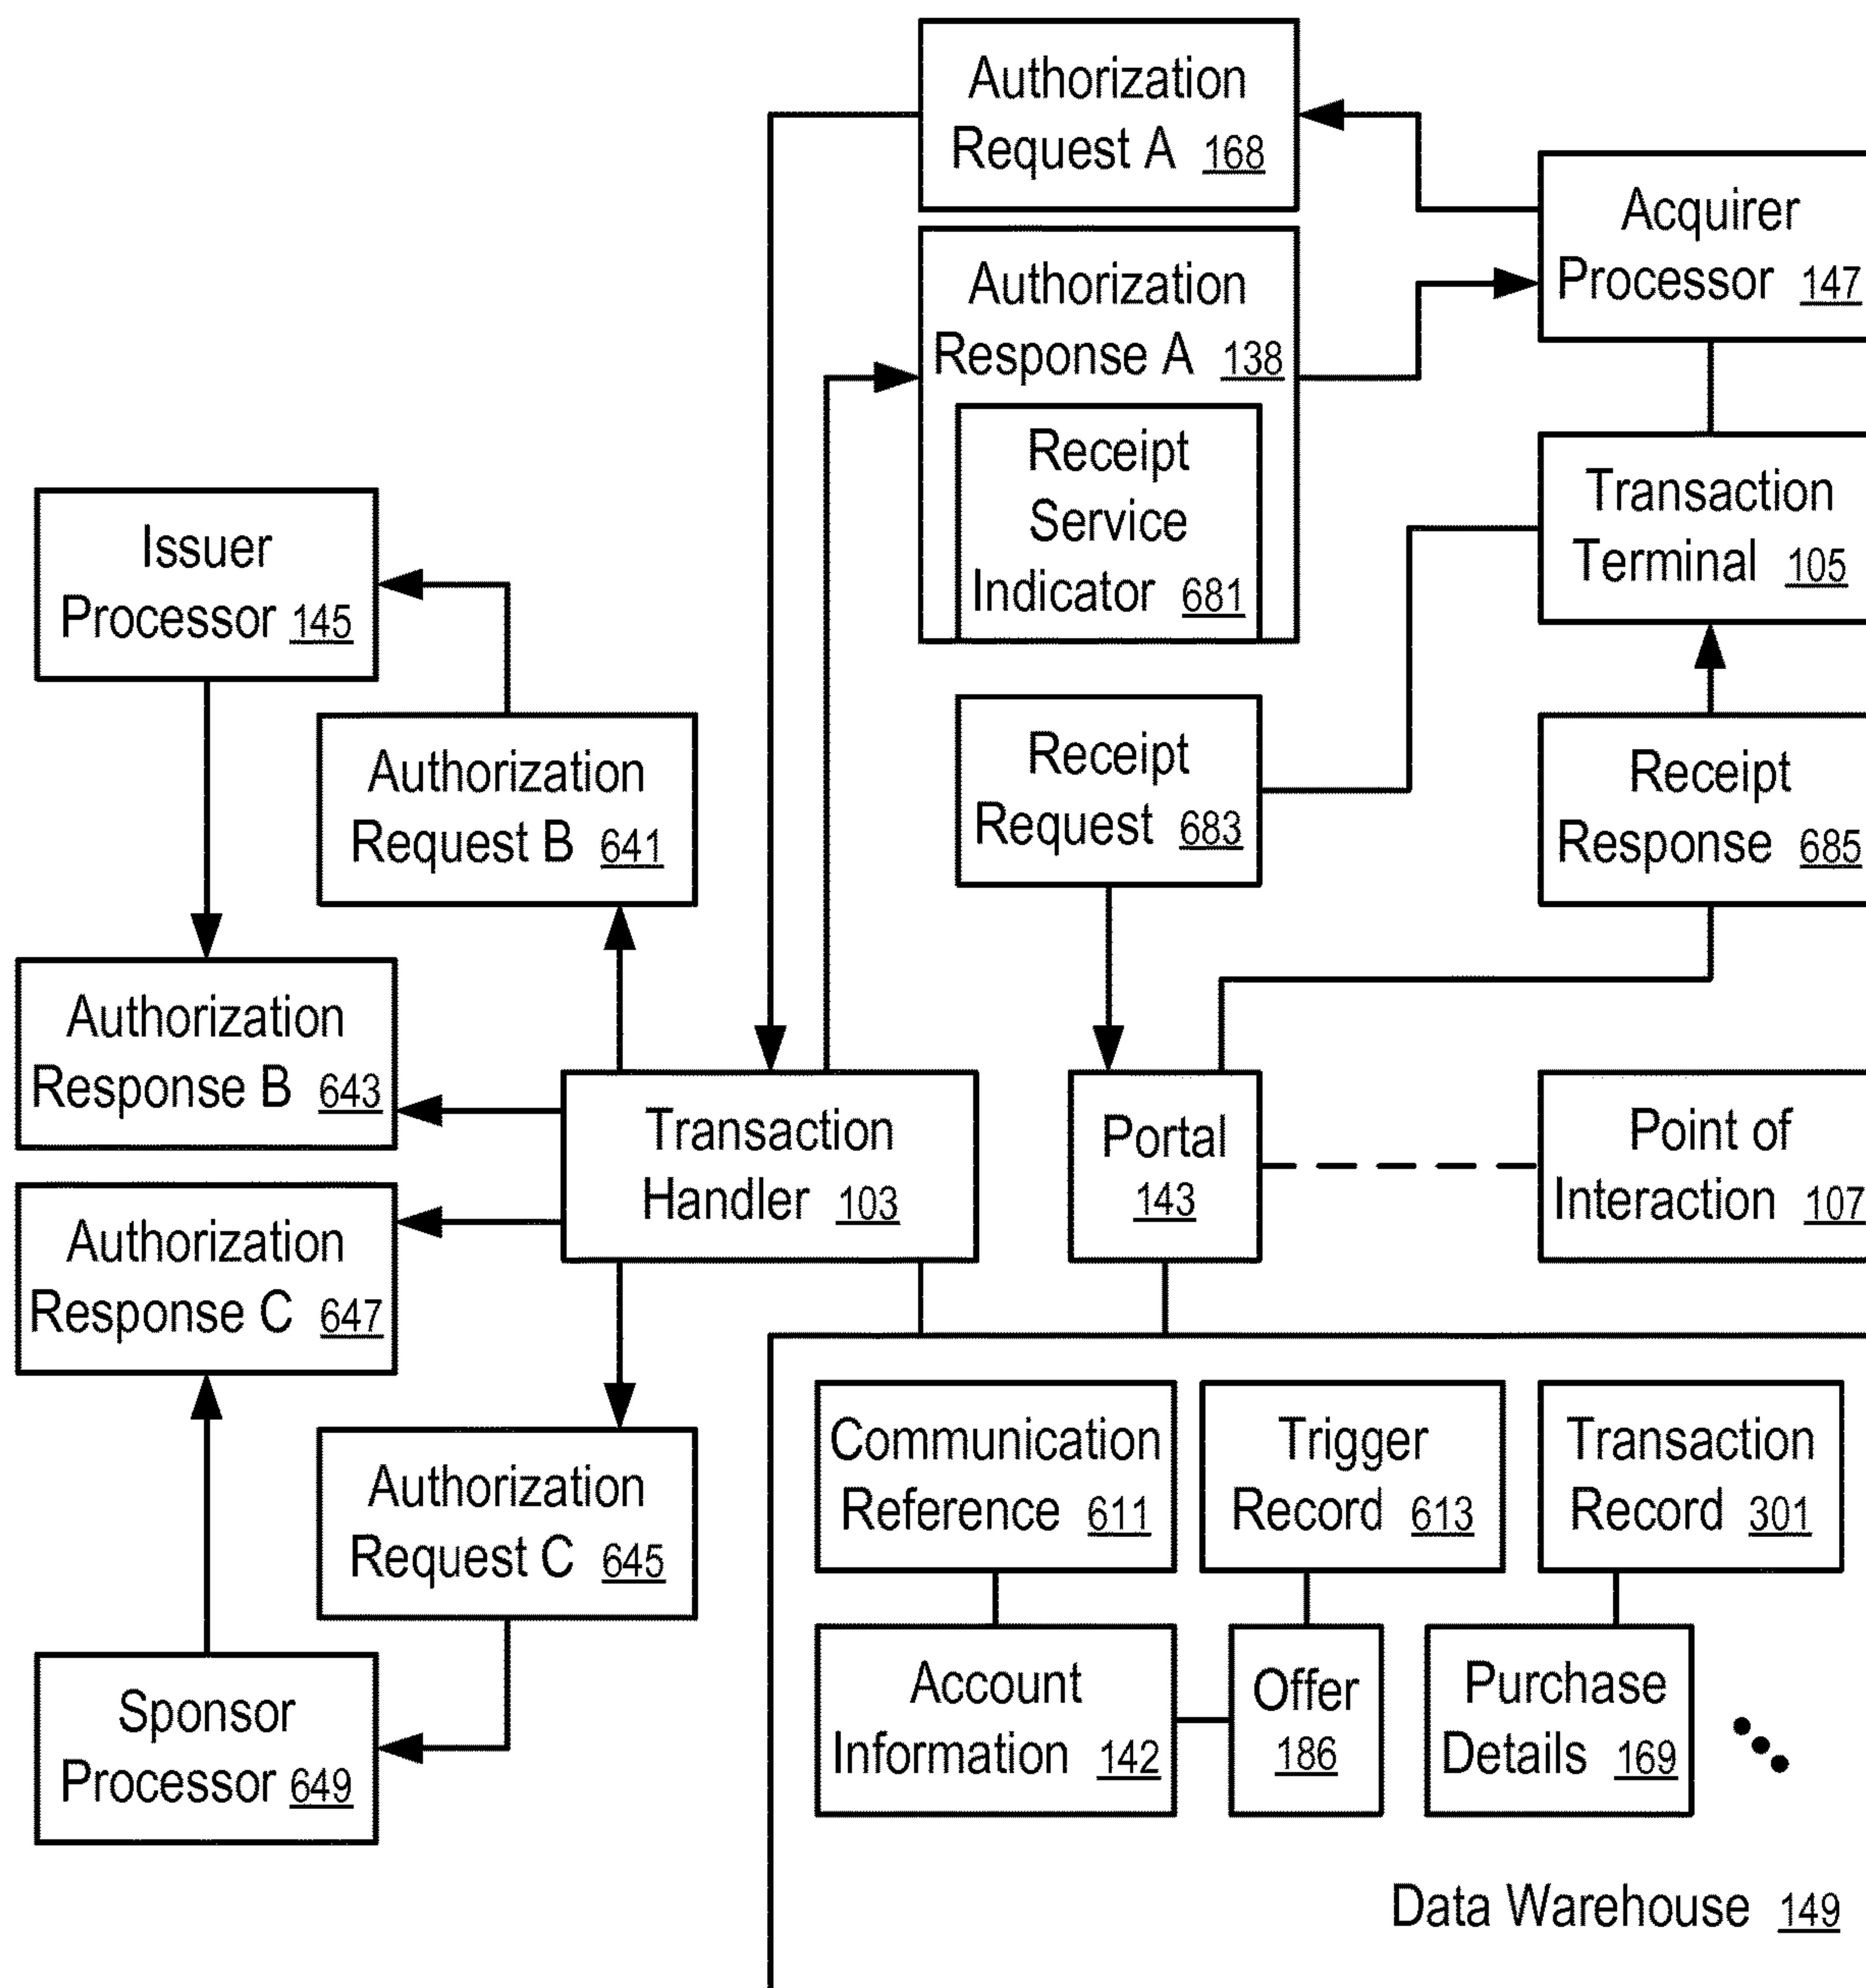 Authorization
Request A 168
Acquirer
Processor 147
Authorization
Response A 138
Receipt
Service
Indicator 681
Transaction
Terminal 105
Issuer
Processor 145
Authorization
Request B 641
Receipt
Request 683
Receipt
Response 685
Authorization
Response B 643
Transaction
Handler 103
Portal
143
Point of
Interaction 107
Authorization
Response C 647
Authorization
Request C 645
Sponsor
Processor 649
Communication
Reference 611
Trigger
Record 613
Transaction
Record 301
Account
Information 142
Offer
186
Purchase
Details 169
Data Warehouse 149